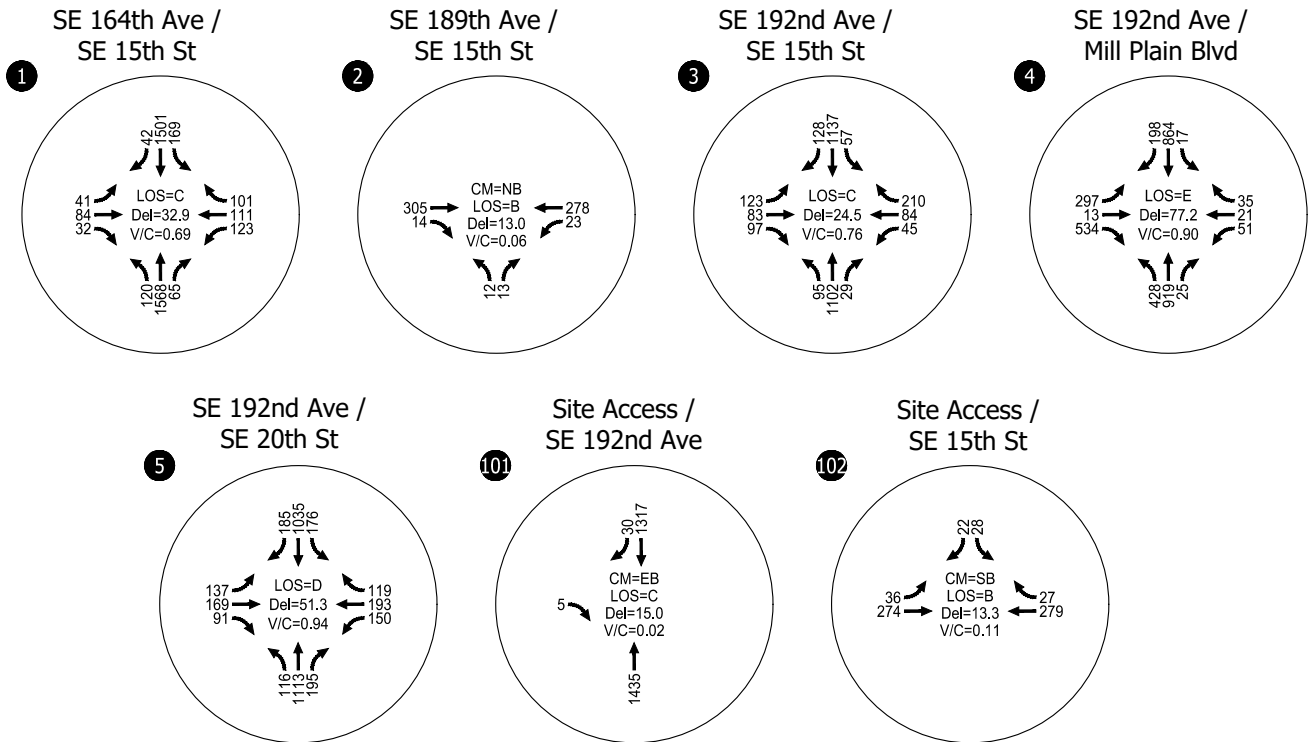 SE 164th Ave /
SE 15th St
1
42
1501
169
41
84
32
LOS=C
Del=32.9
V/C=0.69
101
111
123
120
1568
65
SE 189th Ave /
SE 15th St
2
305
14
CM=NB
LOS=B
Del=13.0
V/C=0.06
278
23
12
13
SE 192nd Ave /
SE 15th St
3
128
1137
57
123
83
97
LOS=C
Del=24.5
V/C=0.76
210
84
45
95
1102
29
SE 192nd Ave /
Mill Plain Blvd
4
198
864
17
297
13
534
LOS=E
Del=77.2
V/C=0.90
35
21
51
428
919
25
SE 192nd Ave /
SE 20th St
5
185
1035
176
137
169
91
LOS=D
Del=51.3
V/C=0.94
119
193
150
116
1113
195
Site Access /
SE 192nd Ave
101
30
1317
5
CM=EB
LOS=C
Del=15.0
V/C=0.02
1435
Site Access /
SE 15th St
102
22
28
36
274
CM=SB
LOS=B
Del=13.3
V/C=0.11
27
279